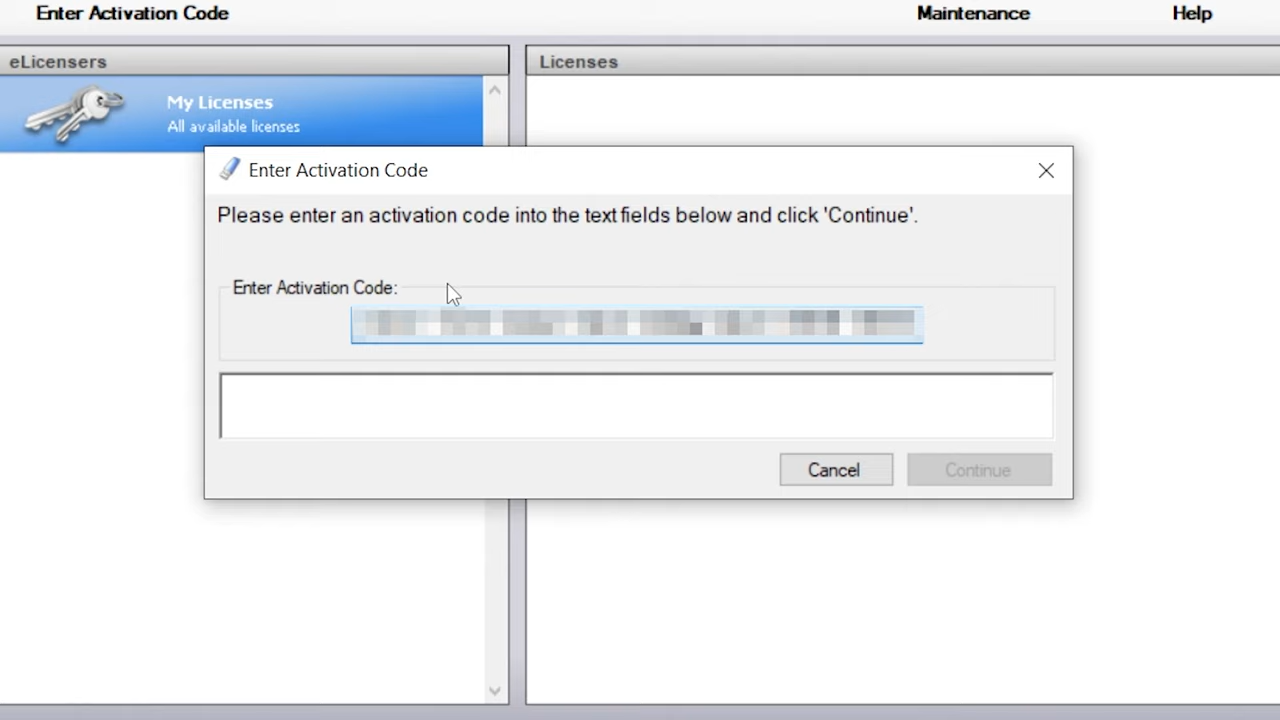 Enter Activation Code
Maintenance
Help
eLicensers
Licenses
My Licenses
All available licenses
Enter Activation Code
Please enter an activation code into the text fields below and click 'Continue'.
Enter Activation Code:
Cancel
Continue